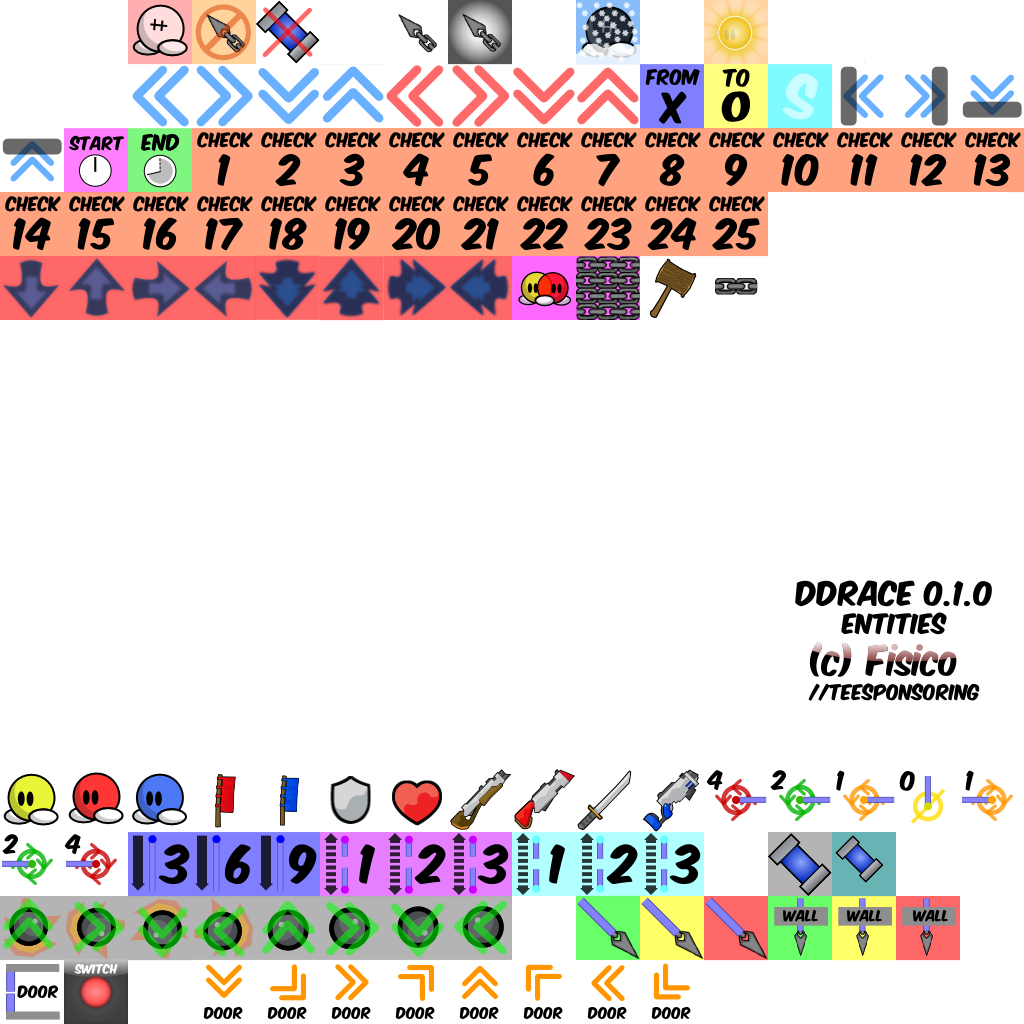 FROM TO
X O S
START END CHECK CHECK CHECK CHECK CHECK CHECK CHECK CHECK CHECK CHECK CHECK CHECK CHECK
1 2 3 4 5 6 7 8 9 10 11 12 13
CHECK CHECK CHECK CHECK CHECK CHECK CHECK CHECK CHECK CHECK CHECK CHECK
14 15 16 17 18 19 20 21 22 23 24 25
DDRACE 0.1.0
ENTITIES
(c) Fisico
//TEESPONSORING
4 2 1 0 1
2 4 3 6 9 1 2 3 1 2 3
WALL WALL WALL
SWITCH
DOOR
DOOR DOOR DOOR DOOR DOOR DOOR DOOR DOOR